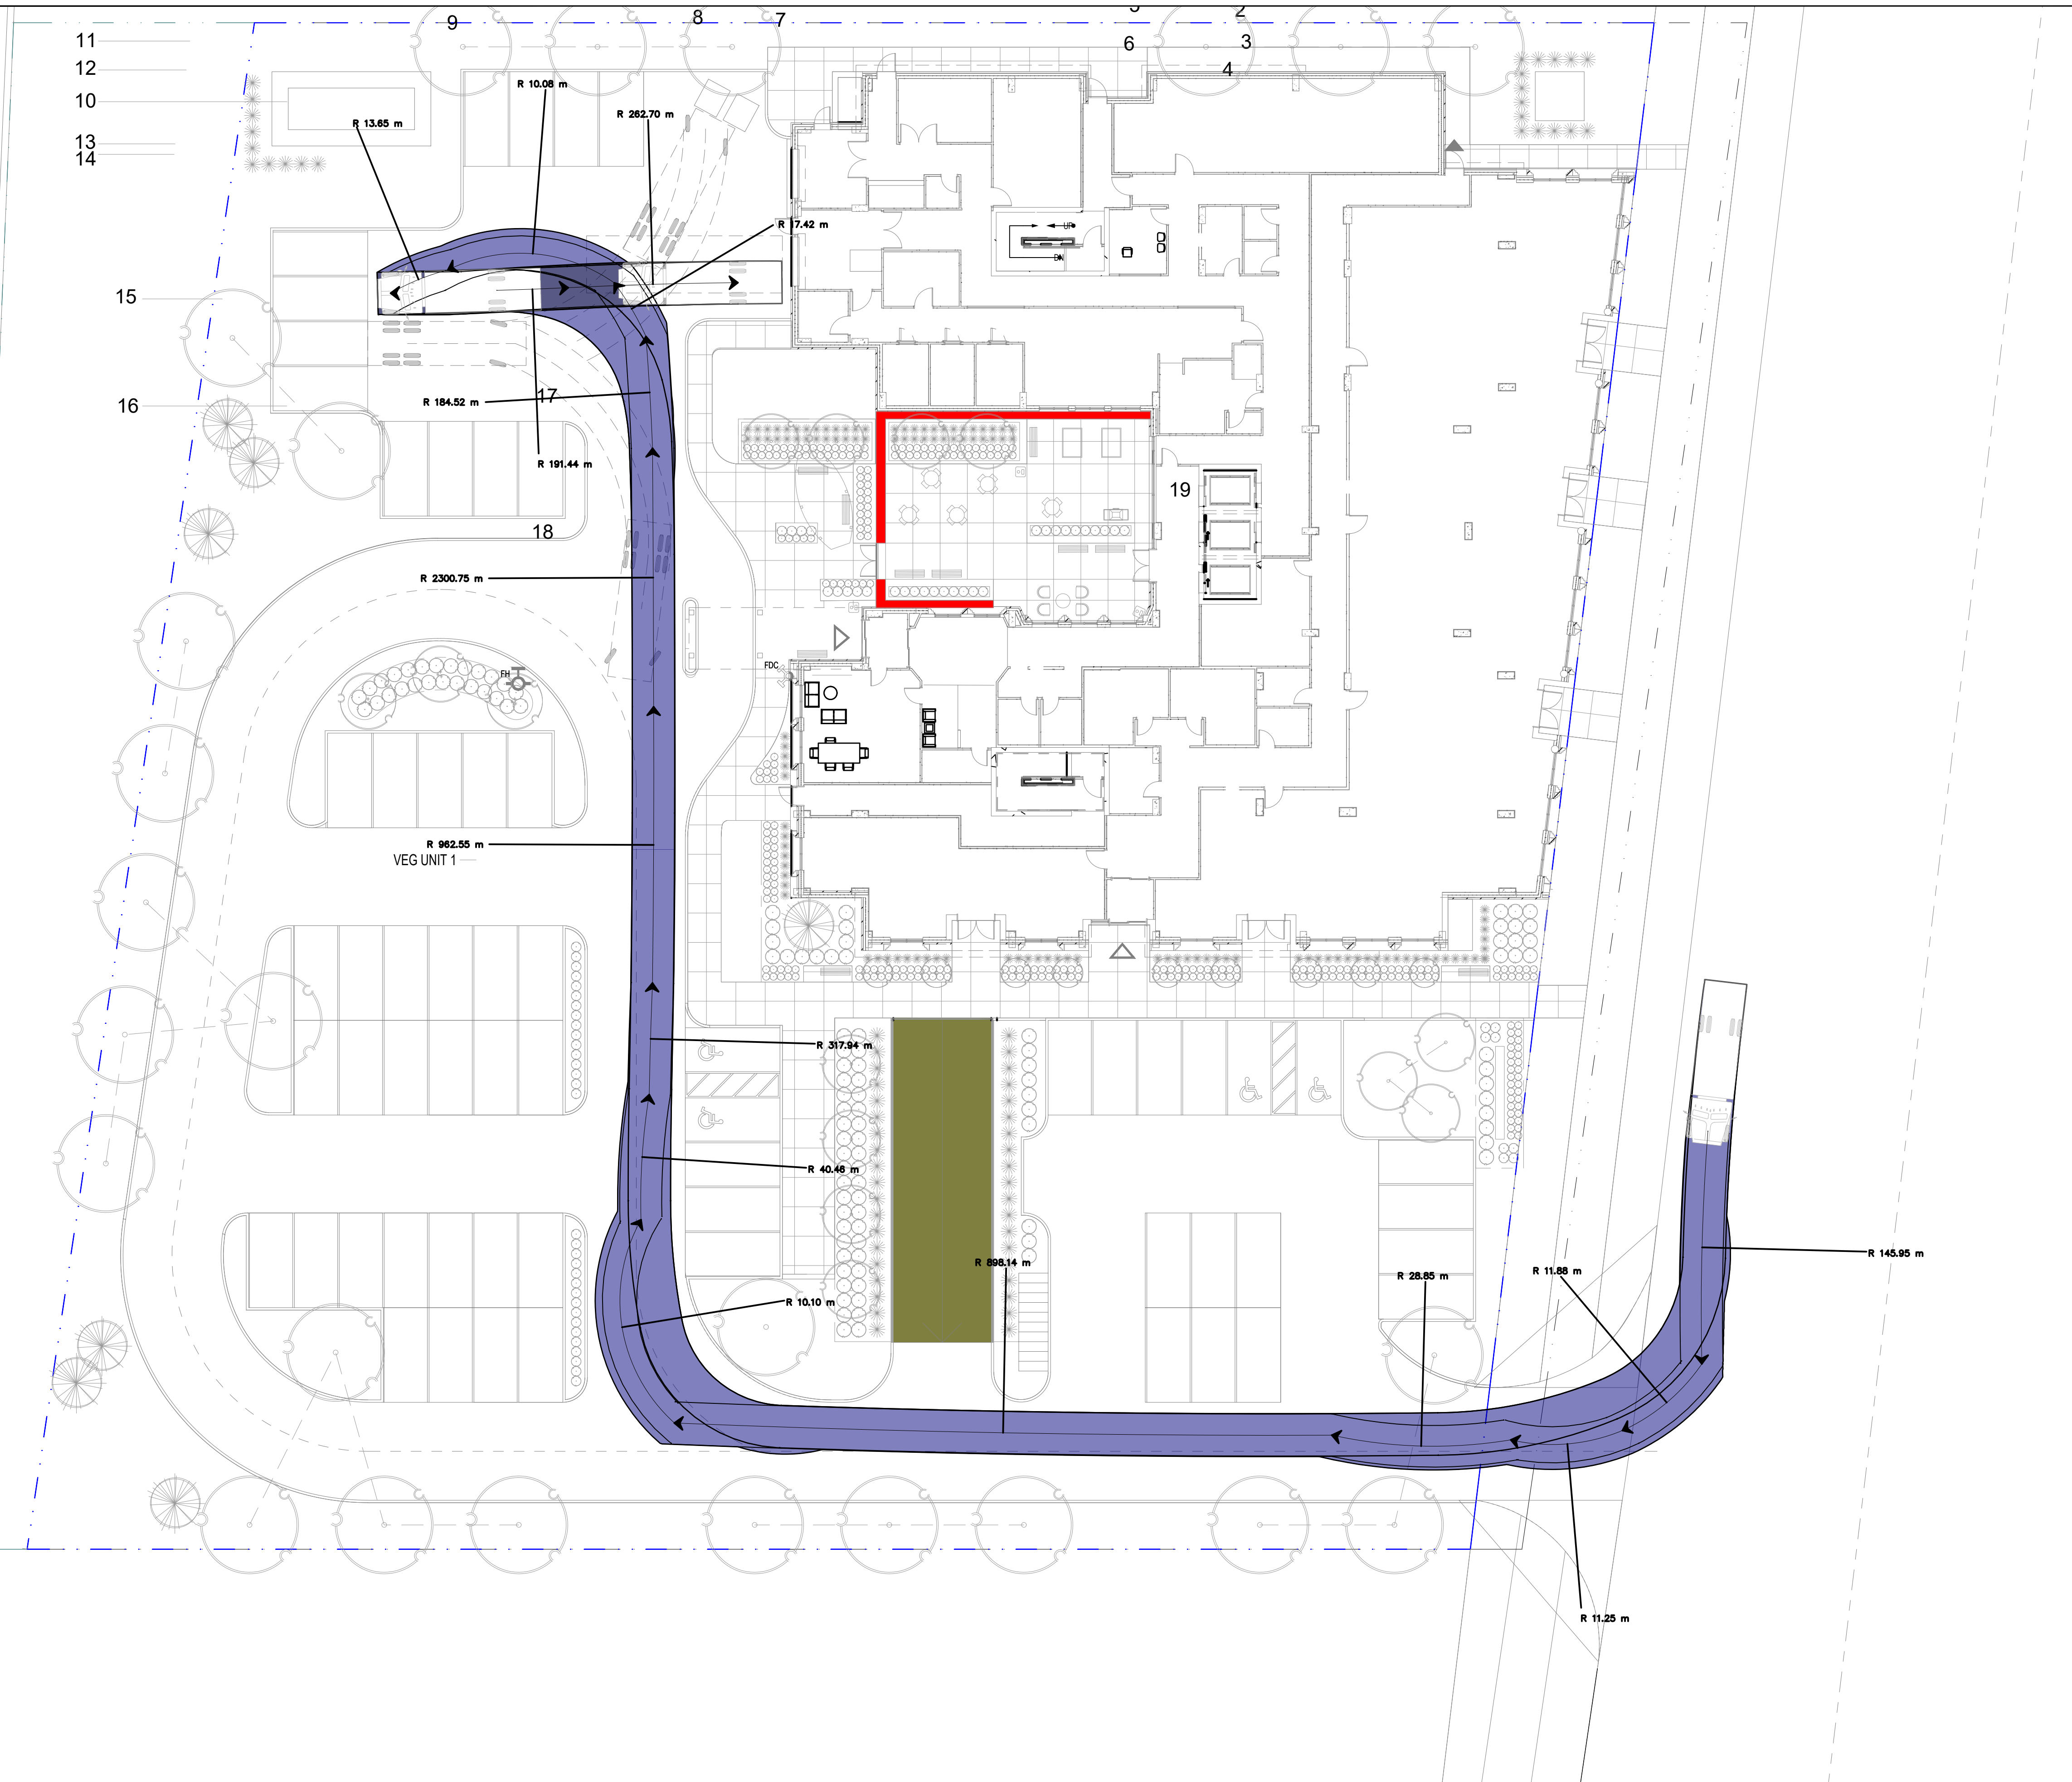 9
8
7
2
6
3
4
11
12
10
13
14
R 10.08 m
R 13.65 m
R 262.70 m
R 17.42 m
UP
DN
15
16
17
R 184.52 m
R 191.44 m
19
18
R 2300.75 m
FDC
FH
R 962.55 m
VEG UNIT 1
R 317.94 m
R 40.46 m
R 145.95 m
R 898.14 m
R 28.85 m
R 11.88 m
R 10.10 m
R 11.25 m